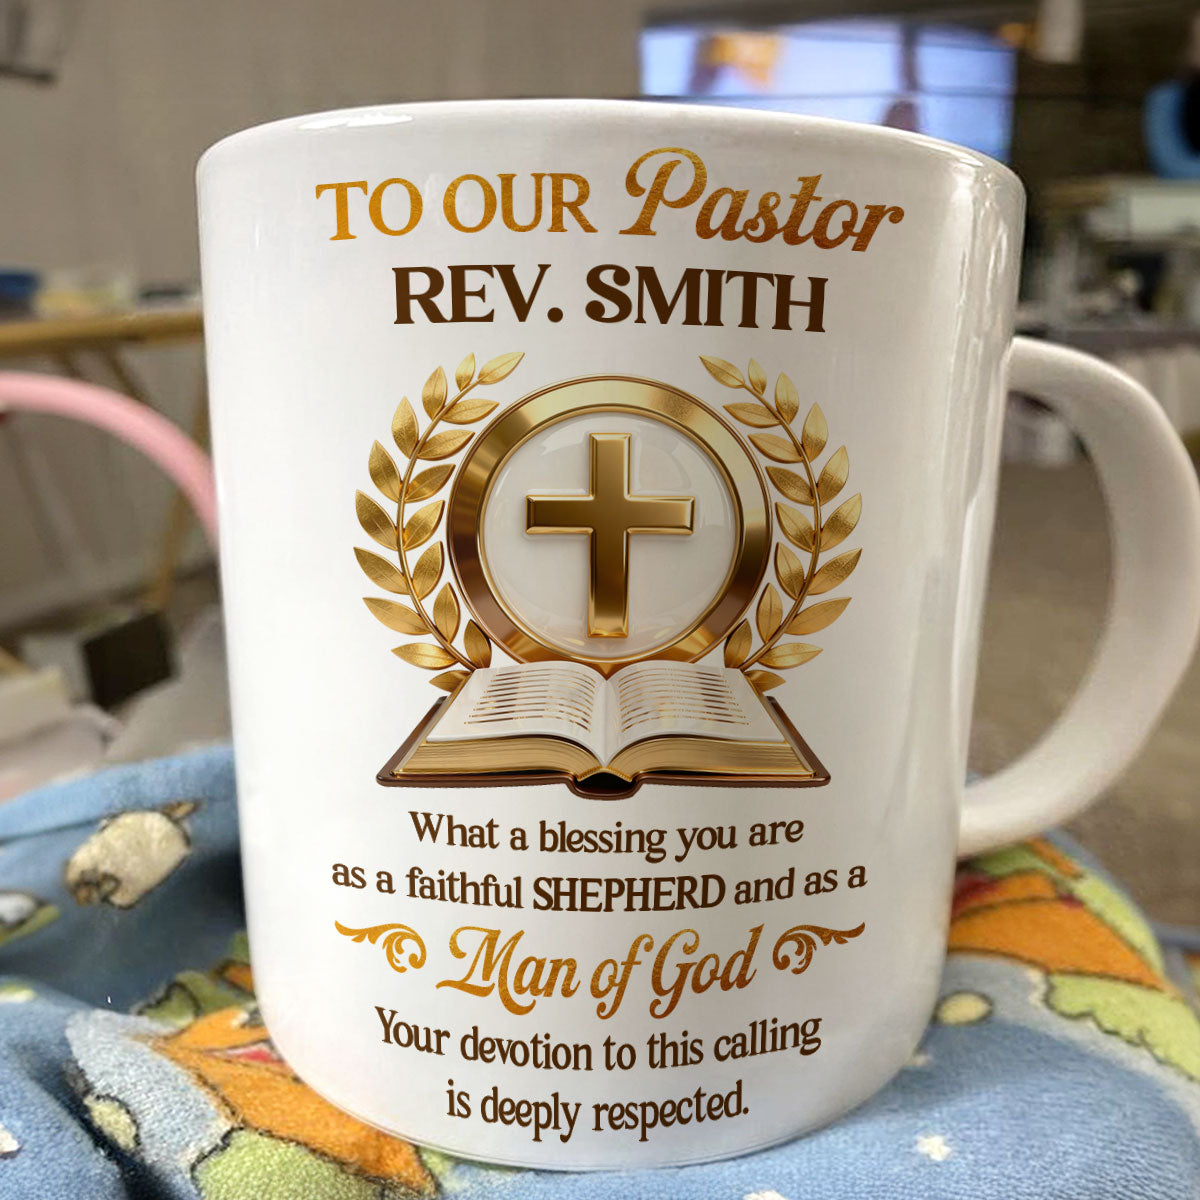 TO OUR Pastor
REV. SMITH
What a blessing you are
as a faithful SHEPHERD and as a
Man of God
Your devotion to this calling
is deeply respected.